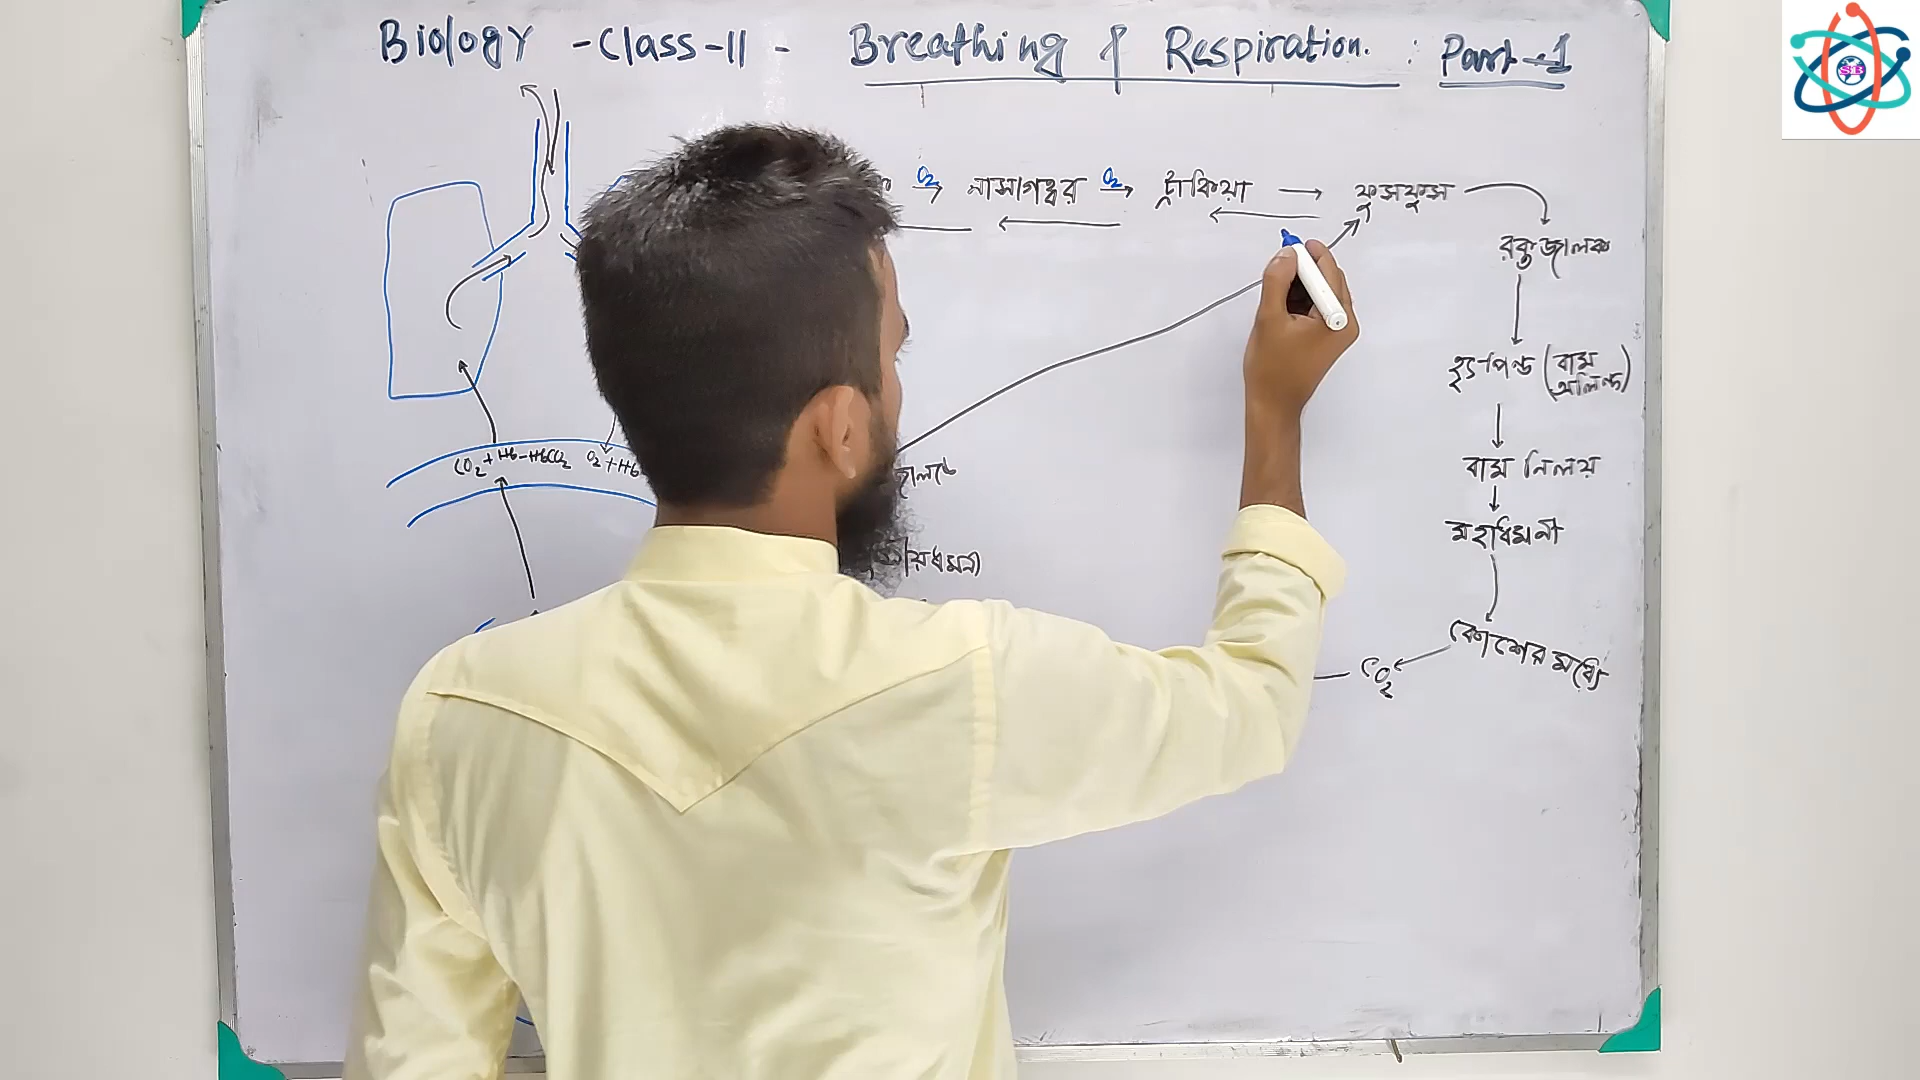 Biology - Class-11 - Breathing & Respiration. : Part-1
O₂ → নাসাগহ্বর O₂ → ট্রাকিয়া → ফুসফুস
রক্তজালক
হৃৎপিন্ড (বাম অলিন্দ)
CO₂ + Hb - HbCO₂ O₂ + Hb
বাম নিলয়
মহাধমনী
কোশের মধ্যে
CO₂
SB